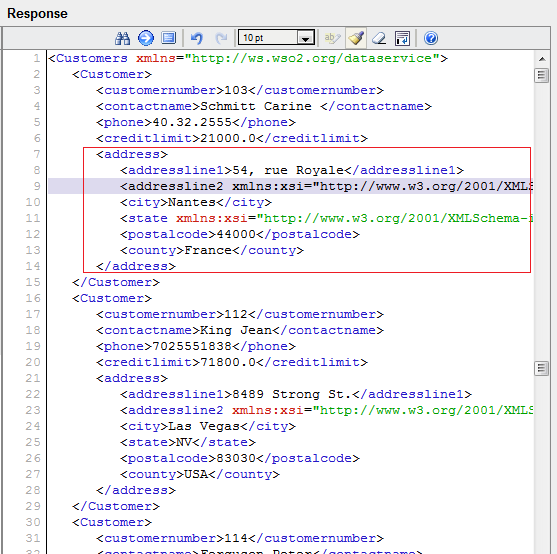 Response
10 pt
1 <Customers xmlns="http://ws.wso2.org/dataservice">
2 <Customer>
3 <customernumber>103</customernumber>
4 <contactname>Schmitt Carine </contactname>
5 <phone>40.32.2555</phone>
6 <creditlimit>21000.0</creditlimit>
7 <address>
8 <addressline1>54, rue Royale</addressline1>
9 <addressline2 xmlns:xsi="http://www.w3.org/2001/XMLS
10 <city>Nantes</city>
11 <state xmlns:xsi="http://www.w3.org/2001/XMLSchema-i
12 <postalcode>44000</postalcode>
13 <county>France</county>
14 </address>
15 </Customer>
16 <Customer>
17 <customernumber>112</customernumber>
18 <contactname>King Jean</contactname>
19 <phone>7025551838</phone>
20 <creditlimit>71800.0</creditlimit>
21 <address>
22 <addressline1>8489 Strong St.</addressline1>
23 <addressline2 xmlns:xsi="http://www.w3.org/2001/XMLS
24 <city>Las Vegas</city>
25 <state>NV</state>
26 <postalcode>83030</postalcode>
27 <county>USA</county>
28 </address>
29 </Customer>
30 <Customer>
31 <customernumber>114</customernumber>
32 <contactname>Ferguson Peter</contactname>